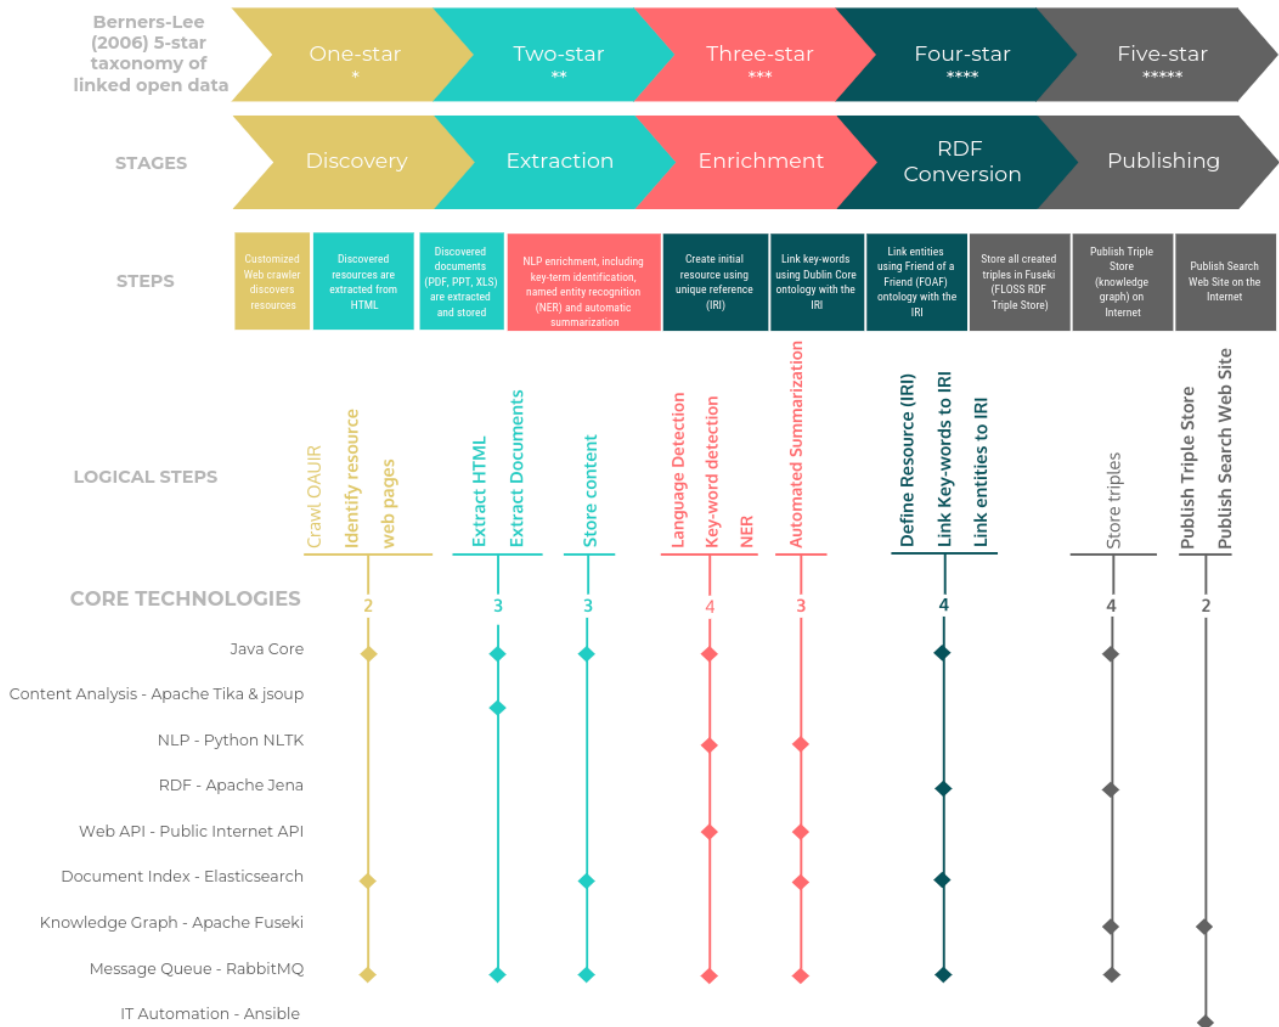 Berners-Lee
(2006) 5-star
taxonomy of
linked open data
One-star
*
Two-star
**
Three-star
***
Four-star
****
Five-star
*****
STAGES
Discovery
Extraction
Enrichment
RDF
Conversion
Publishing
STEPS
Customized
Web crawler
discovers
resources
Discovered
resources are
extracted from
HTML
Discovered
documents
(PDF, PPT, XLS)
are extracted
and stored
NLP enrichment, including
key-term identification,
named entity recognition
(NER) and automatic
summarization
Create initial
resource using
unique reference
(IRI)
Link key-words
using Dublin Core
ontology with the
IRI
Link entities
using Friend of a
Friend (FOAF)
ontology with the
IRI
Store all created
triples in Fuseki
(FLOSS RDF
Triple Store)
Publish Triple
Store
(knowledge
graph) on
Internet
Publish Search
Web Site on the
Internet
LOGICAL STEPS
Crawl OAUIR
Identify resource
web pages
Extract HTML
Extract Documents
Store content
Language Detection
Key-word detection
NER
Automated Summarization
Define Resource (IRI)
Link Key-words to IRI
Link entities to IRI
Store triples
Publish Triple Store
Publish Search Web Site
CORE TECHNOLOGIES
2
3
3
4
3
4
4
2
Java Core
Content Analysis - Apache Tika & jsoup
NLP - Python NLTK
RDF - Apache Jena
Web API - Public Internet API
Document Index - Elasticsearch
Knowledge Graph - Apache Fuseki
Message Queue - RabbitMQ
IT Automation - Ansible